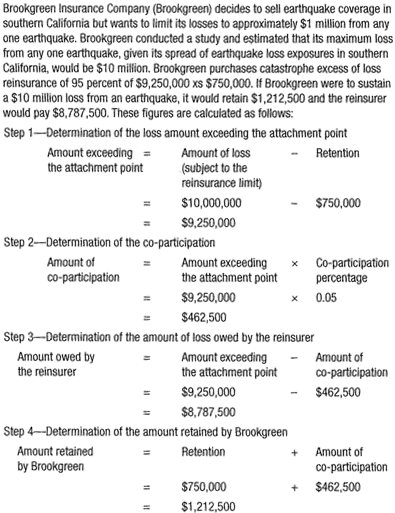 Brookgreen Insurance Company (Brookgreen) decides to sell earthquake coverage in
southern California but wants to limit its losses to approximately $1 million from any
one earthquake. Brookgreen conducted a study and estimated that its maximum loss
from any one earthquake, given its spread of earthquake loss exposures in southern
California, would be $10 million. Brookgreen purchases catastrophe excess of loss
reinsurance of 95 percent of $9,250,000 xs $750,000. If Brookgreen were to sustain
a $10 million loss from an earthquake, it would retain $1,212,500 and the reinsurer
would pay $8,787,500. These figures are calculated as follows:
Step 1—Determination of the loss amount exceeding the attachment point
Amount exceeding = Amount of loss − Retention
the attachment point (subject to the
reinsurance limit)
= $10,000,000 − $750,000
= $9,250,000
Step 2—Determination of the co-participation
Amount of = Amount exceeding × Co-participation
co-participation the attachment point percentage
= $9,250,000 × 0.05
= $462,500
Step 3—Determination of the amount of loss owed by the reinsurer
Amount owed by = Amount exceeding − Amount of
the reinsurer the attachment point co-participation
= $9,250,000 − $462,500
= $8,787,500
Step 4—Determination of the amount retained by Brookgreen
Amount retained = Retention + Amount of
by Brookgreen co-participation
= $750,000 + $462,500
= $1,212,500